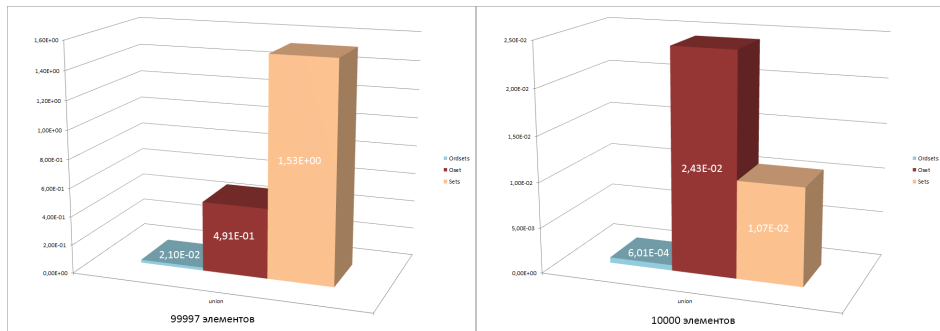 1,60E+00
1,40E+00
1,20E+00
1,00E+00
8,00E-01
6,00E-01
4,00E-01
2,00E-01
0,00E+00
2,10E-02
4,91E-01
1,53E+00
union
Ordsets
Oset
Sets
99997 элементов
2,50E-02
2,00E-02
1,50E-02
1,00E-02
5,00E-03
0,00E+00
6,01E-04
2,43E-02
1,07E-02
union
Ordsets
Oset
Sets
10000 элементов